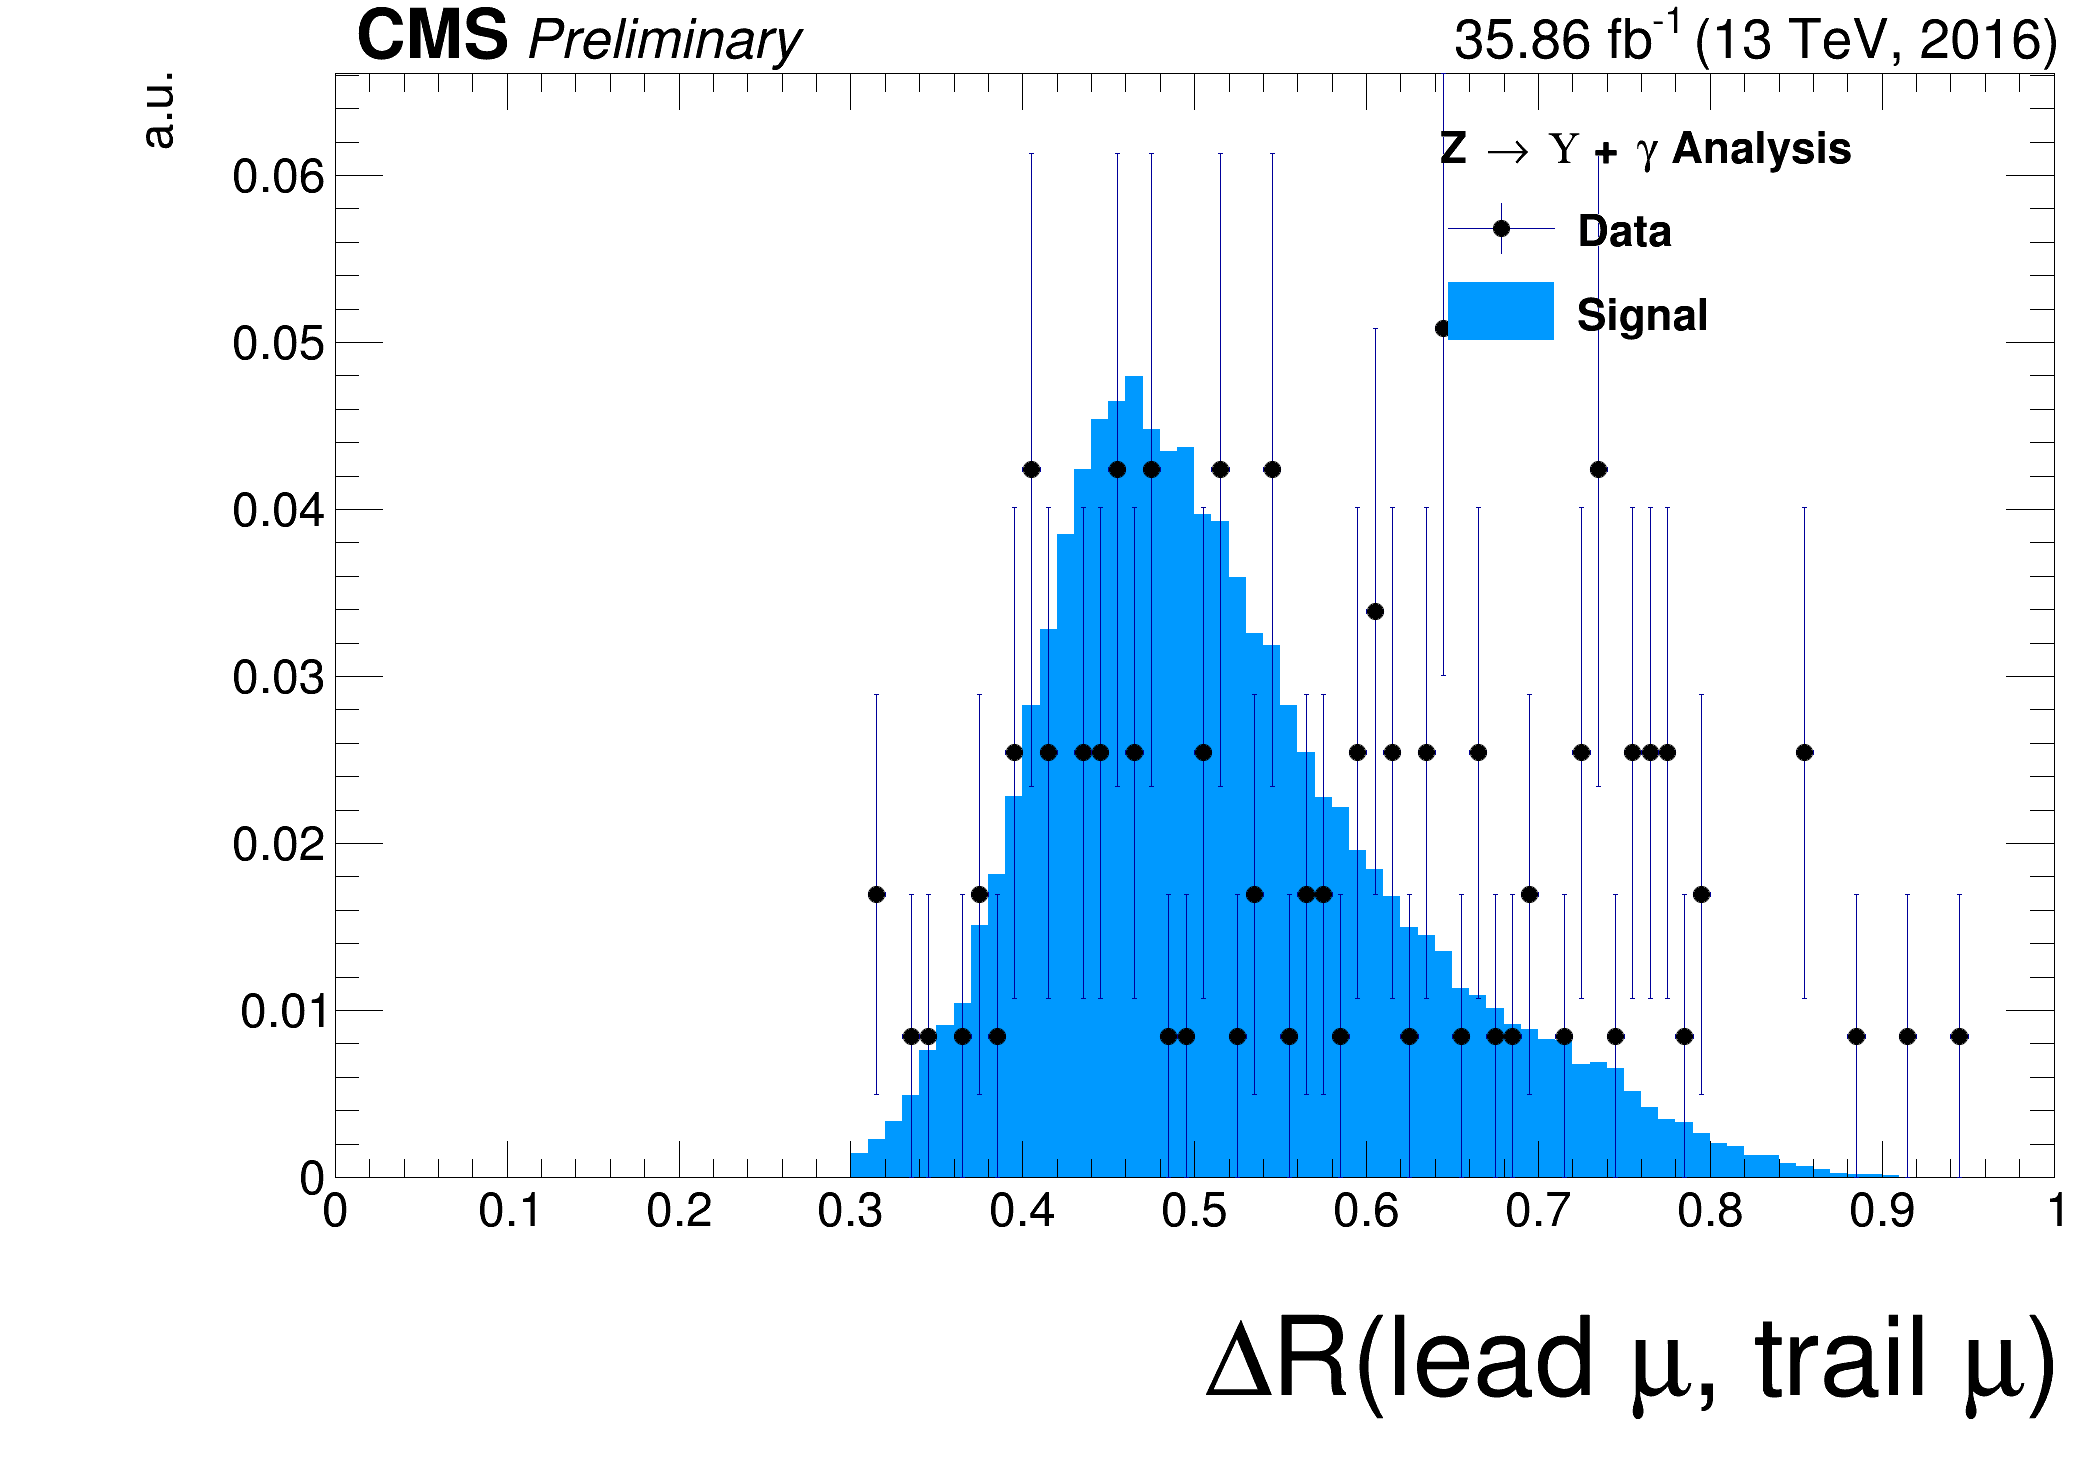 CMS Preliminary 35.86 fb-1 (13 TeV, 2016)
a.u.
Z → Υ + γ Analysis
Data
Signal
0.06
0.05
0.04
0.03
0.02
0.01
0
0 0.1 0.2 0.3 0.4 0.5 0.6 0.7 0.8 0.9 1
ΔR(lead μ, trail μ)